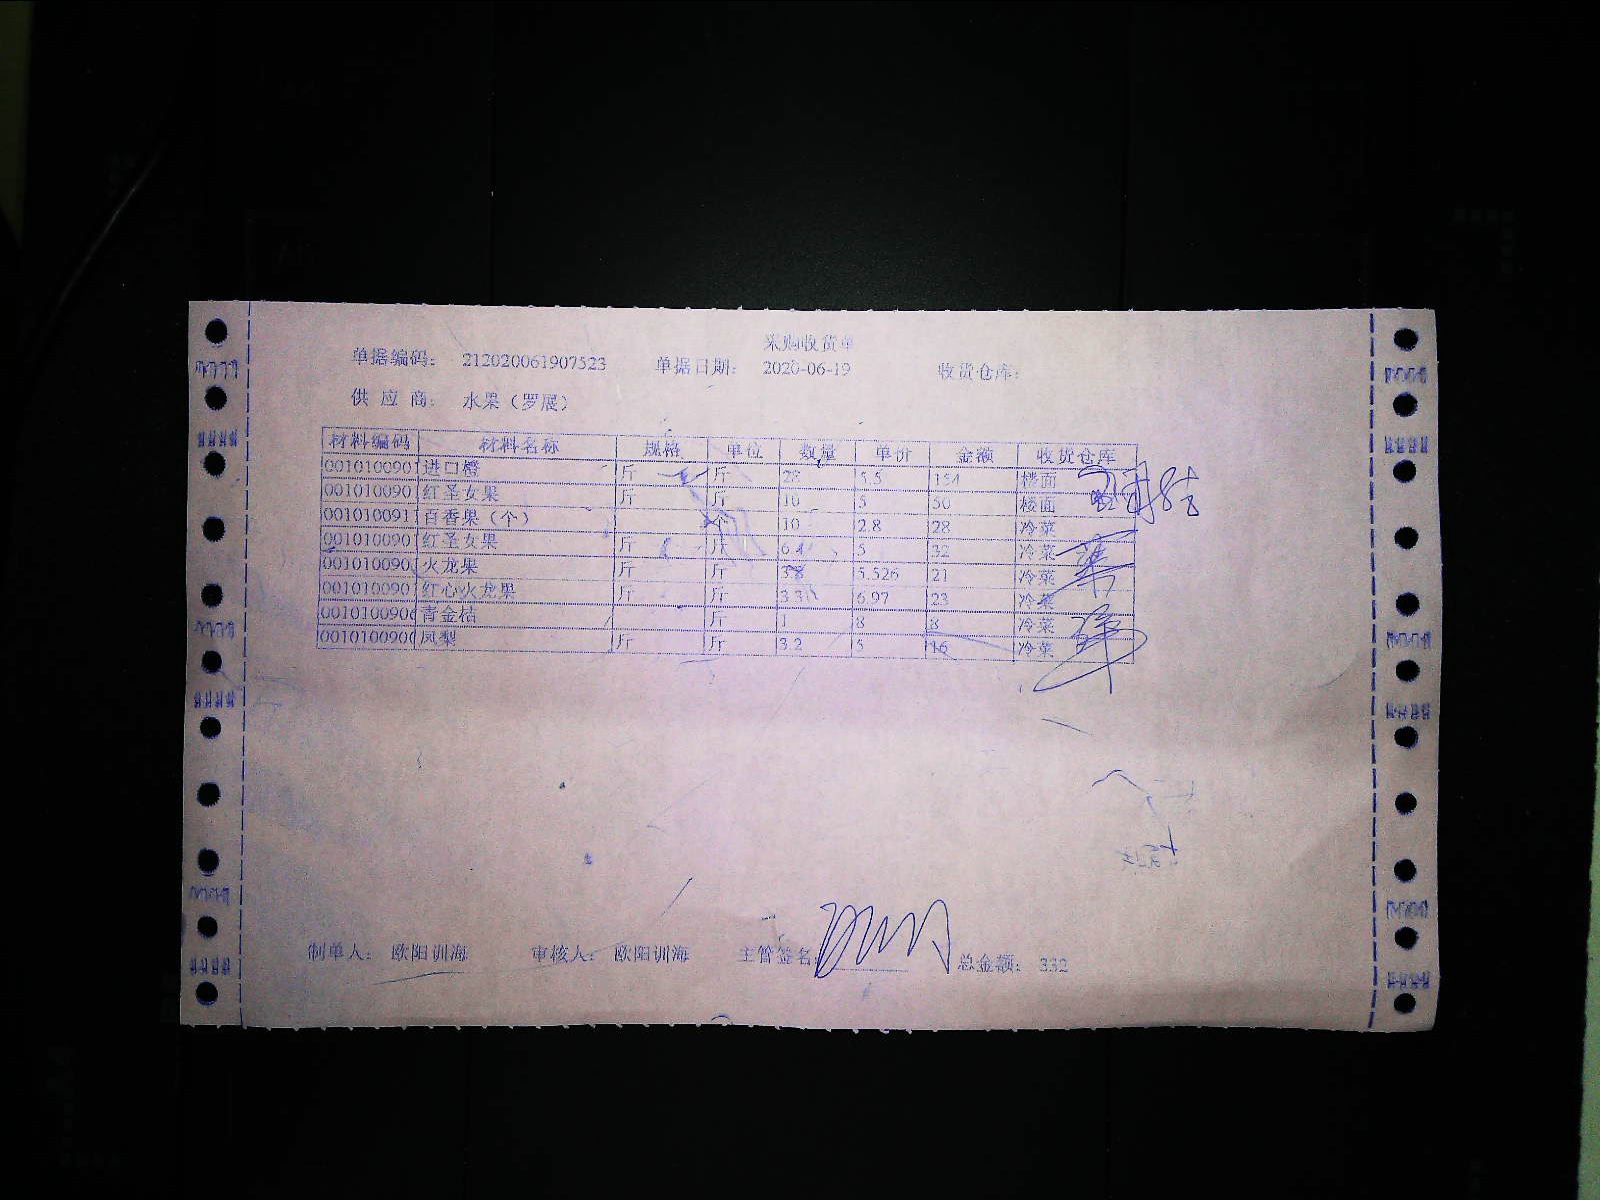 采购收货单
单据编码： 212020061907523 单据日期： 2020-06-19 收货仓库：
供 应 商： 水果（罗展）
材料编码 材料名称 规格 单位 数量 单价 金额 收货仓库
0010100901 进口橙 斤 斤 28 5.5 154 楼面
001010090 红圣女果 斤 斤 10 5 50 楼面
001010091 百香果（个） 个 10 2.8 28 冷菜
001010090 红圣女果 斤 斤 6.4 5 32 冷菜
001010090 火龙果 斤 斤 3.8 5.526 21 冷菜
001010090 红心火龙果 斤 斤 3.3 6.97 23 冷菜
001010090 青金桔 斤 1 8 8 冷菜
001010090 凤梨 斤 斤 3.2 5 16 冷菜
制单人： 欧阳训海 审核人： 欧阳训海 主管签名： 总金额： 332